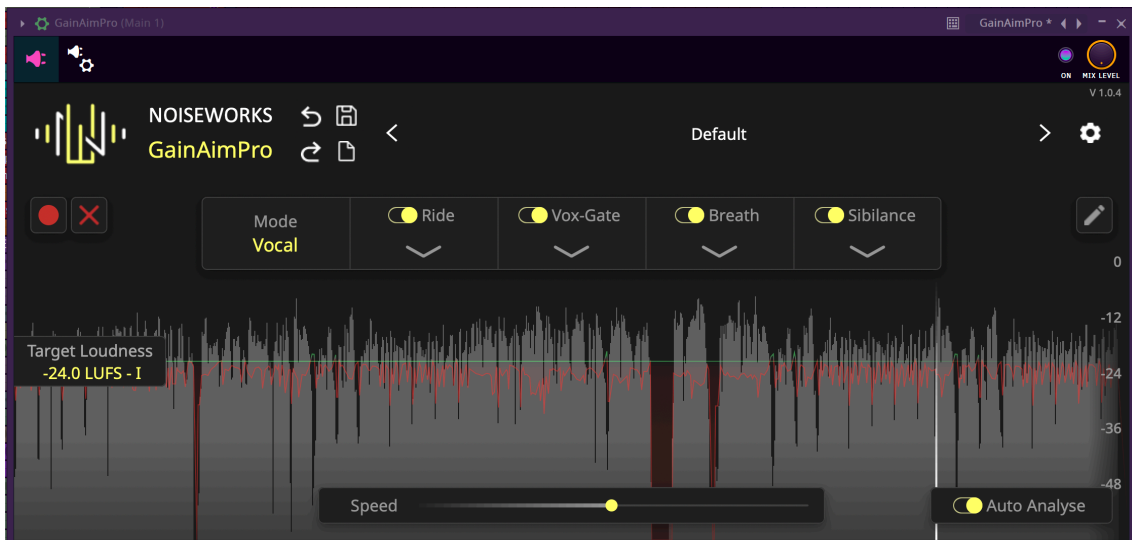 GainAimPro (Main 1)
GainAimPro *
ON
MIX LEVEL
V 1.0.4
NOISEWORKS
GainAimPro
Default
Mode
Vocal
Ride
Vox-Gate
Breath
Sibilance
0
-12
Target Loudness
-24.0 LUFS - I
-24
-36
-48
Speed
Auto Analyse